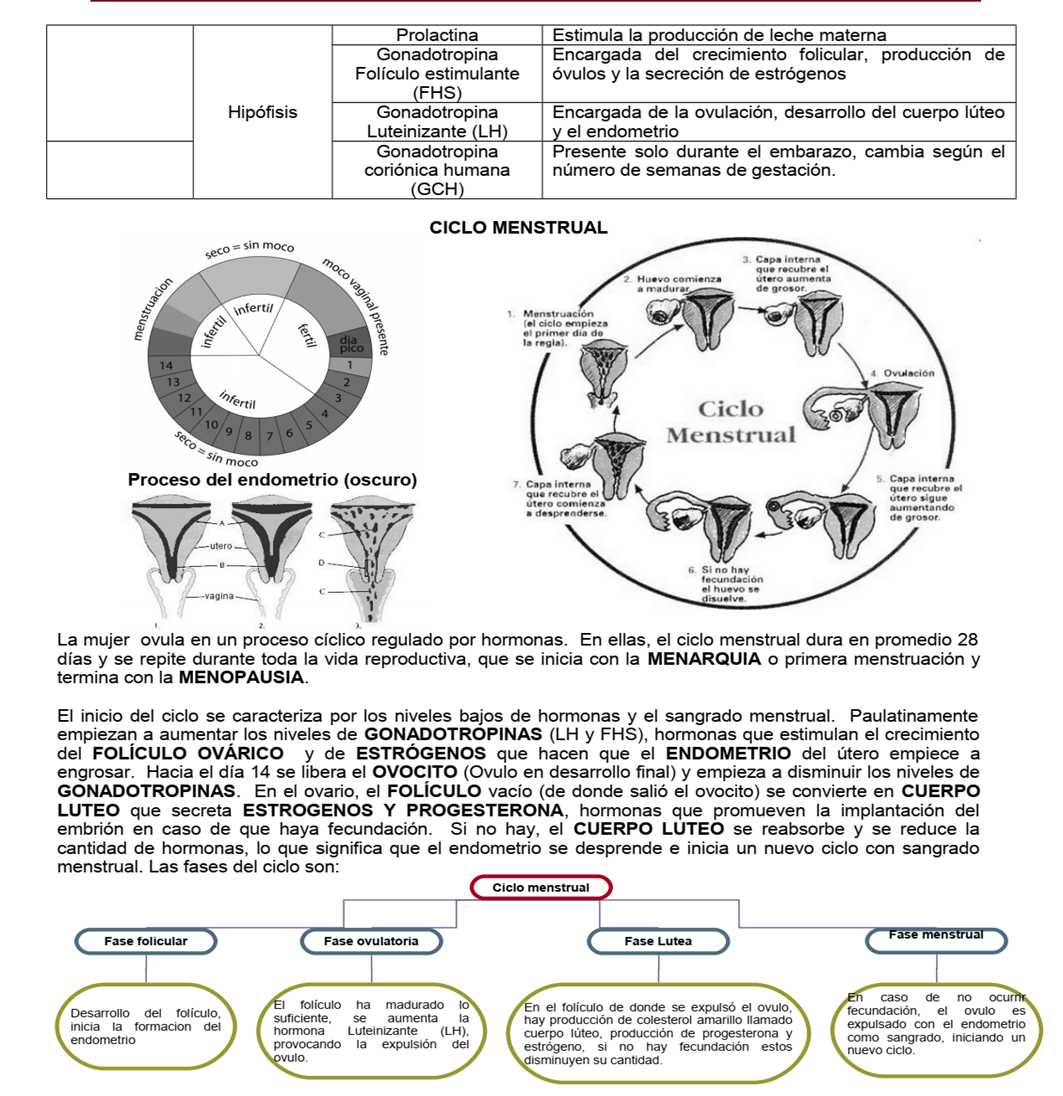 Prolactina
Estimula la producción de leche materna
Hipófisis
Gonadotropina
Folículo estimulante
(FHS)
Encargada del crecimiento folicular, producción de
óvulos y la secreción de estrógenos
Gonadotropina
Luteinizante (LH)
Encargada de la ovulación, desarrollo del cuerpo lúteo
y el endometrio
Gonadotropina
coriónica humana
(GCH)
Presente solo durante el embarazo, cambia según el
número de semanas de gestación.
CICLO MENSTRUAL
seco = sin moco
moco vaginal presente
menstruacion
infertil
infertil
fertil
dia
pico
infertil
1
2
3
4
5
6
7
8
9
10
11
12
13
14
seco = sin moco
1. Menstruación
(el ciclo empieza
el primer día de
la regla).
2. Huevo comienza
a madurar.
3. Capa interna
que recubre el
útero aumenta
de grosor.
4. Ovulación
Ciclo
Menstrual
5. Capa interna
que recubre el
útero sigue
aumentando
de grosor.
6. Si no hay
fecundación
el huevo se
disuelve.
7. Capa interna
que recubre el
útero comienza
a desprenderse.
Proceso del endometrio (oscuro)
A
utero
B
vagina
C
D
C
1.
2.
3.
La mujer ovula en un proceso cíclico regulado por hormonas. En ellas, el ciclo menstrual dura en promedio 28
días y se repite durante toda la vida reproductiva, que se inicia con la MENARQUIA o primera menstruación y
termina con la MENOPAUSIA.
El inicio del ciclo se caracteriza por los niveles bajos de hormonas y el sangrado menstrual. Paulatinamente
empiezan a aumentar los niveles de GONADOTROPINAS (LH y FHS), hormonas que estimulan el crecimiento
del FOLÍCULO OVÁRICO y de ESTRÓGENOS que hacen que el ENDOMETRIO del útero empiece a
engrosar. Hacia el día 14 se libera el OVOCITO (Ovulo en desarrollo final) y empieza a disminuir los niveles de
GONADOTROPINAS. En el ovario, el FOLÍCULO vacío (de donde salió el ovocito) se convierte en CUERPO
LUTEO que secreta ESTROGENOS Y PROGESTERONA, hormonas que promueven la implantación del
embrión en caso de que haya fecundación. Si no hay, el CUERPO LUTEO se reabsorbe y se reduce la
cantidad de hormonas, lo que significa que el endometrio se desprende e inicia un nuevo ciclo con sangrado
menstrual. Las fases del ciclo son:
Ciclo menstrual
Fase folicular
Fase ovulatoria
Fase Lutea
Fase menstrual
Desarrollo del folículo,
inicia la formacion del
endometrio
El folículo ha madurado lo
suficiente, se aumenta la
hormona Luteinizante (LH),
provocando la expulsión del
ovulo.
En el folículo de donde se expulsó el ovulo,
hay producción de colesterol amarillo llamado
cuerpo lúteo, producción de progesterona y
estrógeno, si no hay fecundación estos
disminuyen su cantidad.
En caso de no ocurrir
fecundación, el ovulo es
expulsado con el endometrio
como sangrado, iniciando un
nuevo ciclo.